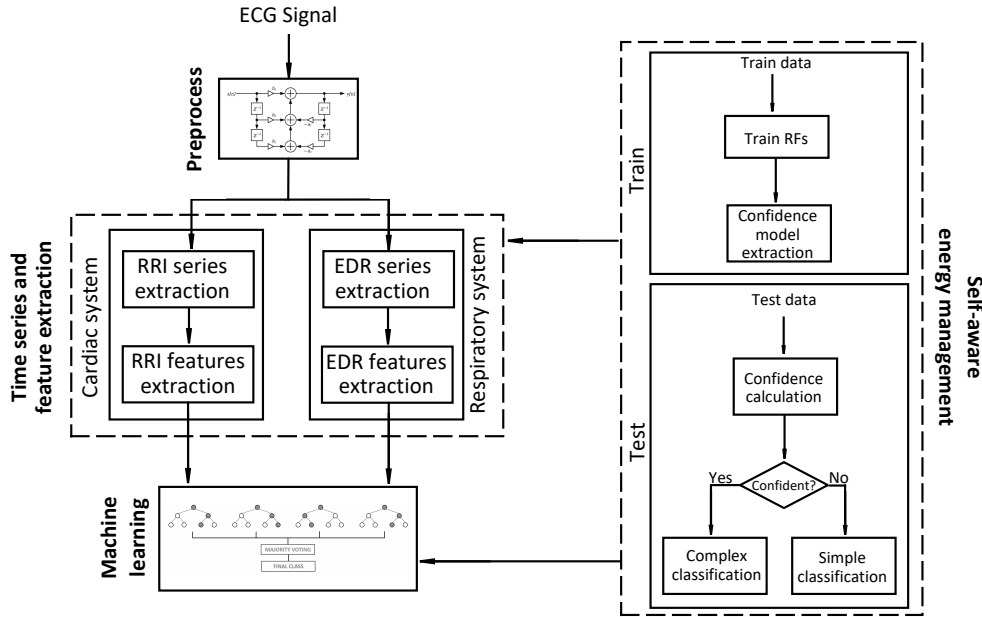 ECG Signal
Preprocess
x[n]
y[n]
Time series and
feature extraction
Cardiac system
RRI series
extraction
RRI features
extraction
EDR series
extraction
EDR features
extraction
Respiratory system
Machine
learning
MAJORITY VOTING
FINAL CLASS
Train data
Train RFs
Confidence
model
extraction
Train
Test data
Confidence
calculation
Confident?
Yes
No
Complex
classification
Simple
classification
Test
Self-aware
energy management